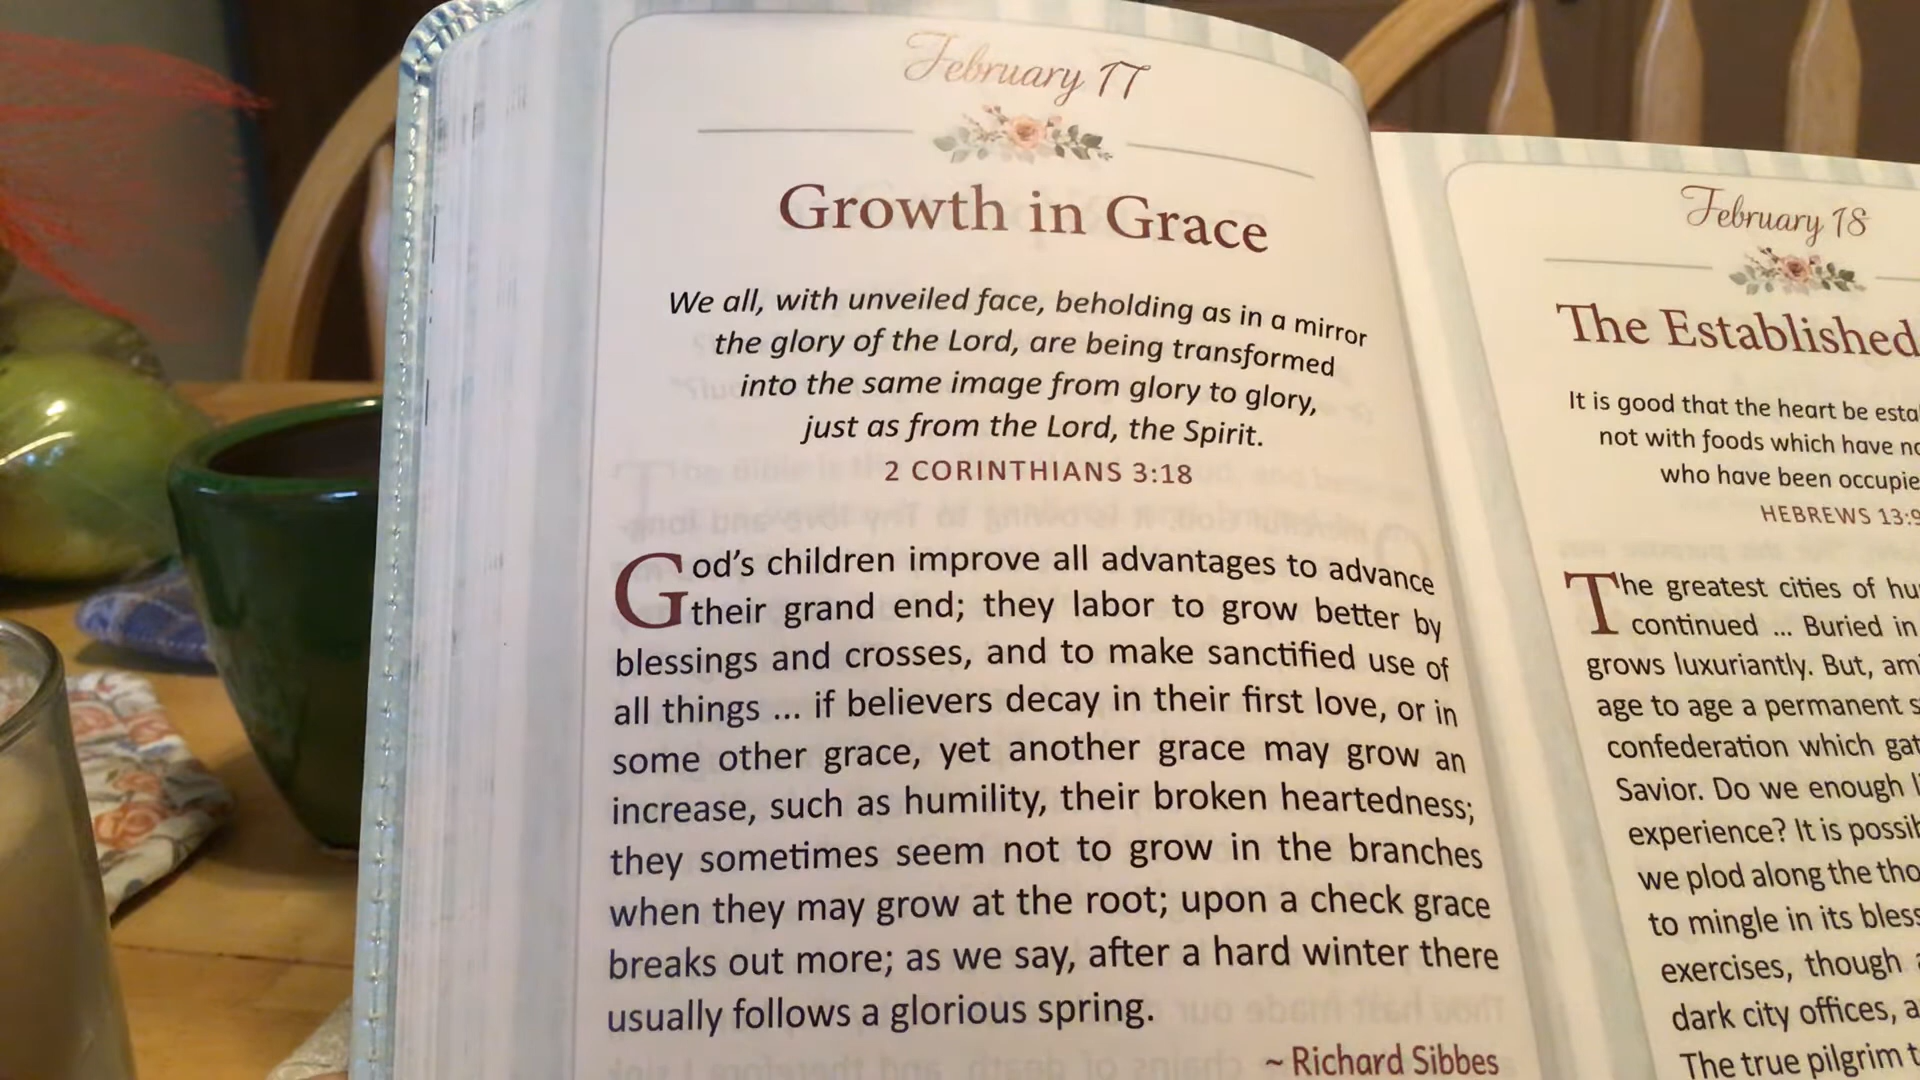 February 17
Growth in Grace
We all, with unveiled face, beholding as in a mirror
the glory of the Lord, are being transformed
into the same image from glory to glory,
just as from the Lord, the Spirit.
2 CORINTHIANS 3:18
God's children improve all advantages to advance
their grand end; they labor to grow better by
blessings and crosses, and to make sanctified use of
all things ... if believers decay in their first love, or in
some other grace, yet another grace may grow an
increase, such as humility, their broken heartedness;
they sometimes seem not to grow in the branches
when they may grow at the root; upon a check grace
breaks out more; as we say, after a hard winter there
usually follows a glorious spring.
~ Richard Sibbes
February 18
The Established
It is good that the heart be
not with foods which have
who have been
HEBREWS 13:9
The greatest cities of
continued ... Buried in
grows luxuriantly. But,
age to age a permanent
confederation which
Savior. Do we enough
experience? It is
we plod along the
to mingle in its
exercises, though
dark city offices,
The true pilgrim